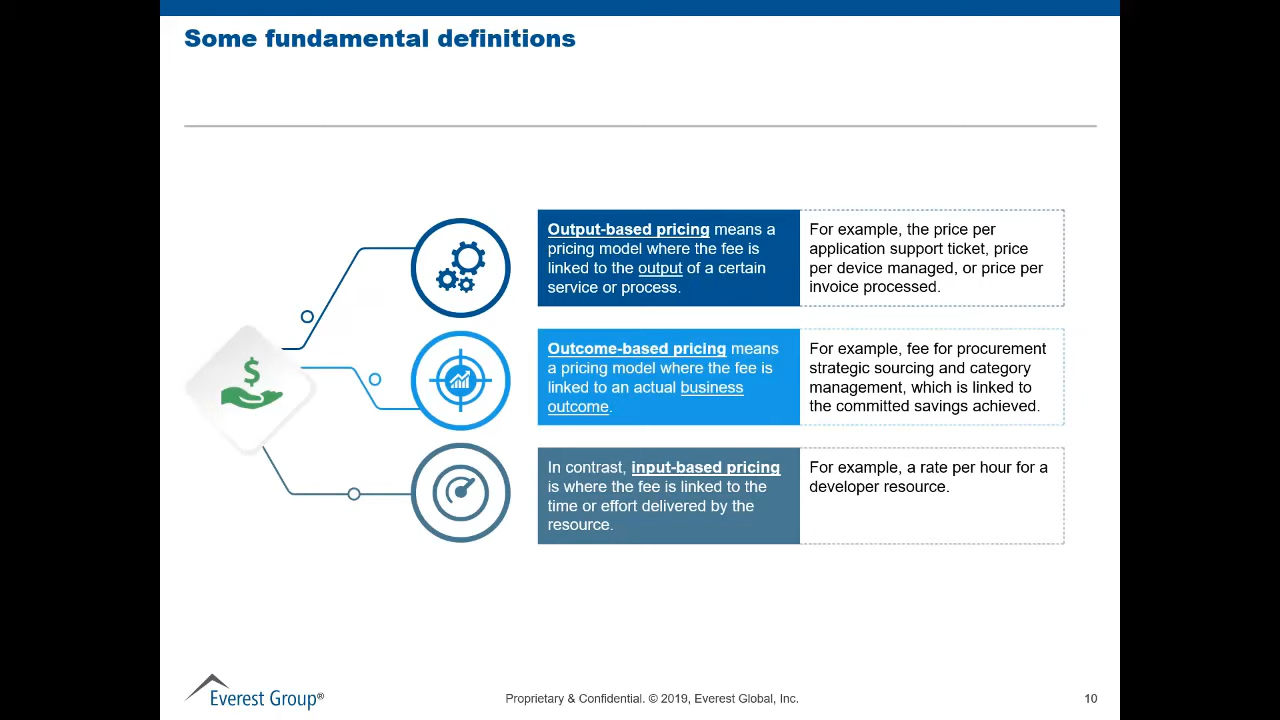 Some fundamental definitions
Output-based pricing means a
pricing model where the fee is
linked to the output of a certain
service or process.
For example, the price per
application support ticket, price
per device managed, or price per
invoice processed.
$
Outcome-based pricing means
a pricing model where the fee is
linked to an actual business
outcome.
For example, fee for procurement
strategic sourcing and category
management, which is linked to
the committed savings achieved.
In contrast, input-based pricing
is where the fee is linked to the
time or effort delivered by the
resource.
For example, a rate per hour for a
developer resource.
Everest Group®
Proprietary & Confidential. © 2019, Everest Global, Inc.
10